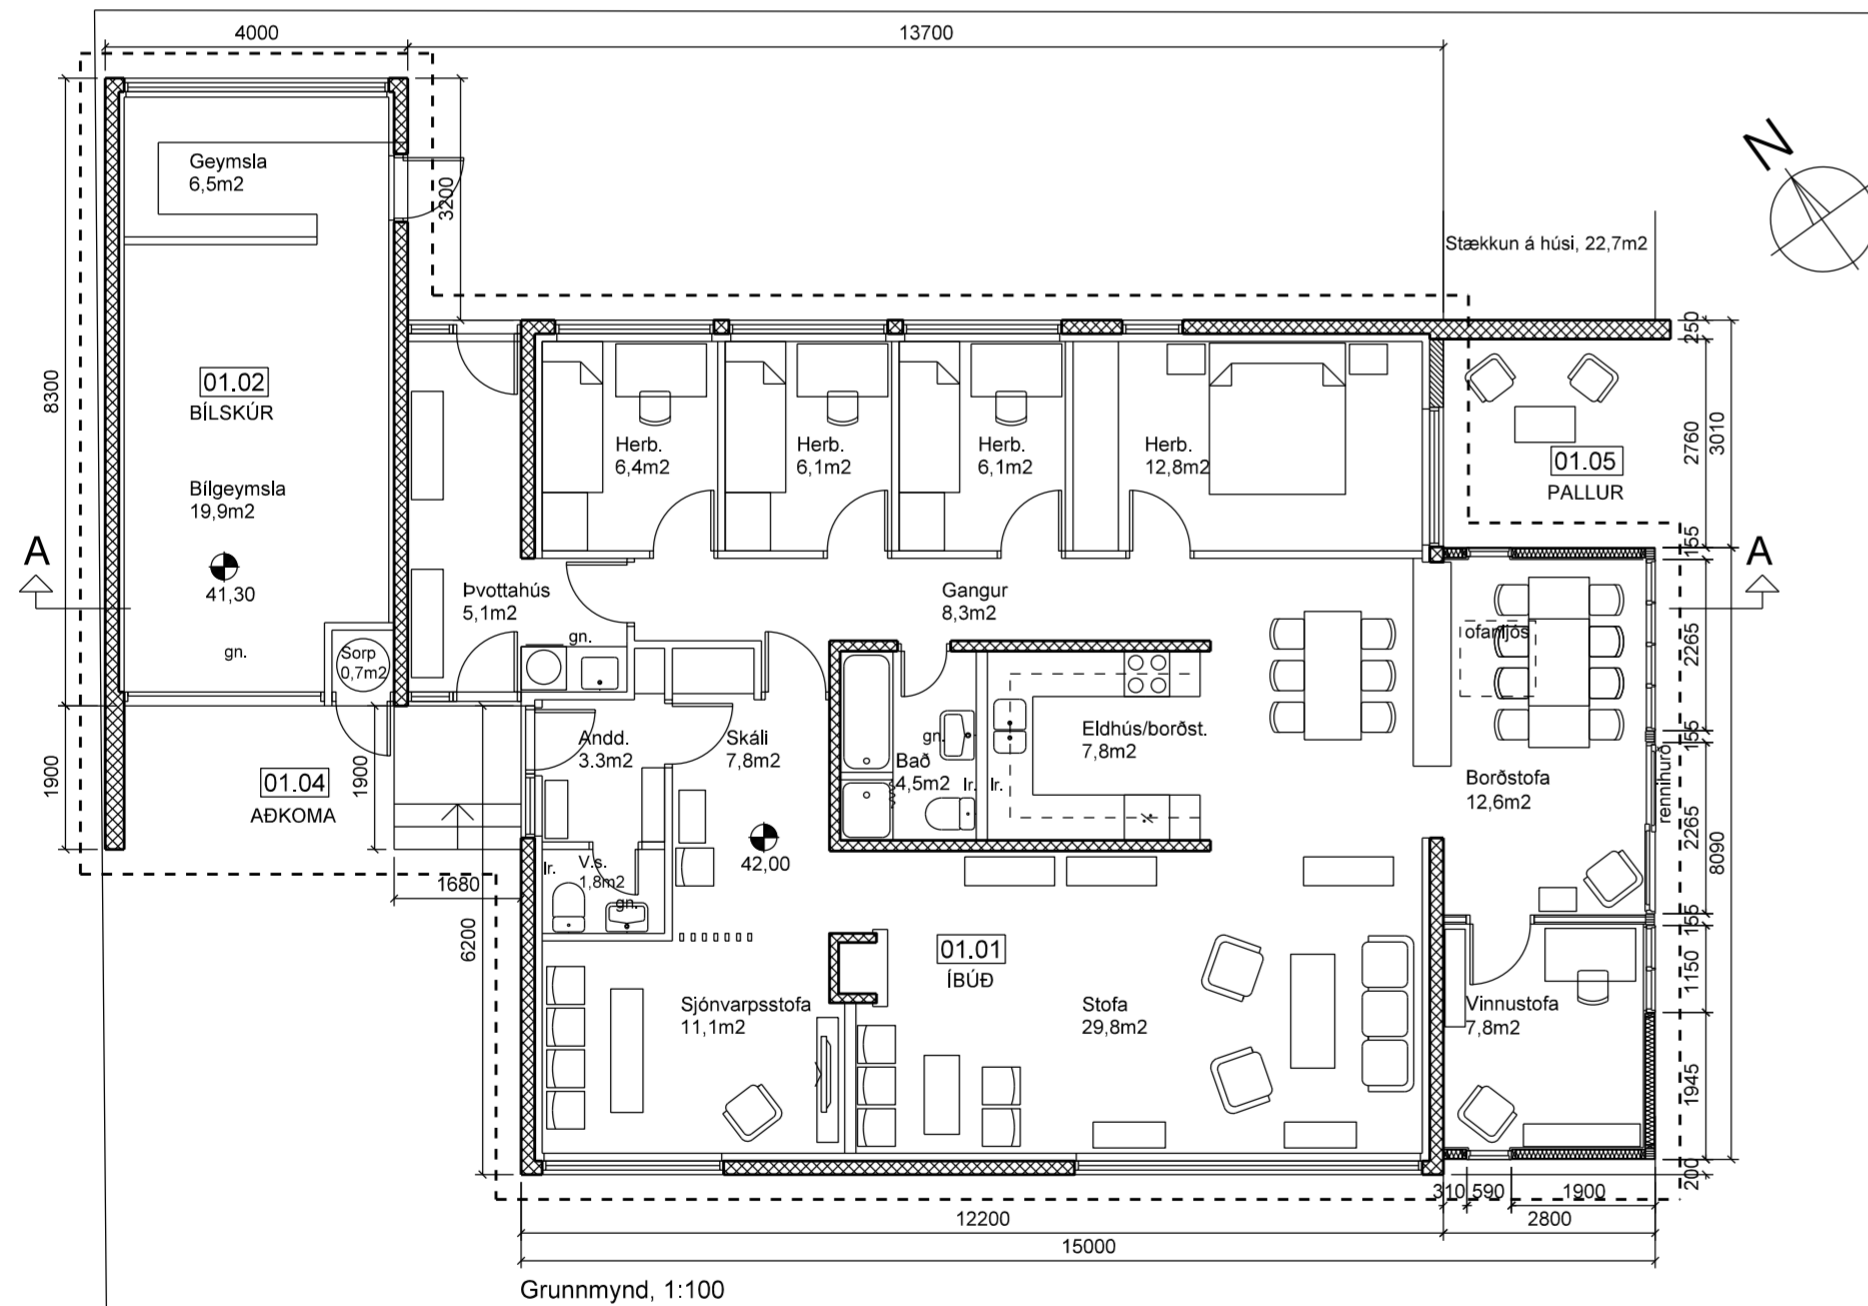 4000
13700
N
Geymsla
6,5m2
3200
Stækkun á húsi, 22,7m2
250
8300
01.02
BÍLSKÚR
Herb.
6,4m2
Herb.
6,1m2
Herb.
6,1m2
Herb.
12,8m2
01.05
PALLUR
2760
3010
Bílgeymsla
19,9m2
A
41,30
Þvottahús
5,1m2
Gangur
8,3m2
155
A
gn.
Sorp
0,7m2
gn.
ofanljós
2265
1900
01.04
AÐKOMA
1900
Andd.
3.3m2
Skáli
7,8m2
gn.
Bað
4,5m2
Ir.
Ir.
Eldhús/borðst.
7,8m2
Borðstofa
12,6m2
155
rennihurð
2265
8090
42,00
1680
Ir.
V.s.
1,8m2
gn.
6200
01.01
ÍBÚÐ
155
1150
Sjónvarpsstofa
11,1m2
Stofa
29,8m2
Vinnustofa
7,8m2
1945
200
310
590
1900
12200
2800
15000
Grunnmynd, 1:100